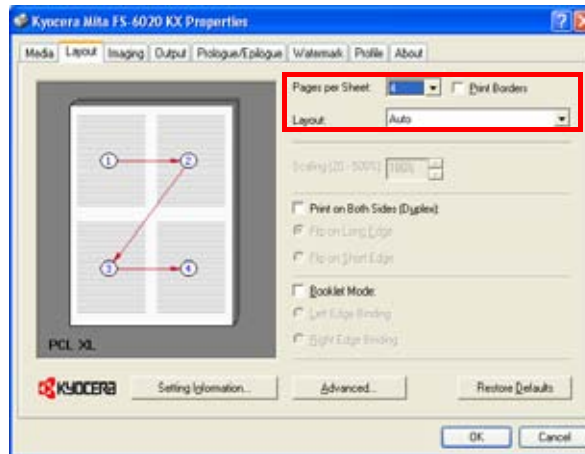 Kyocera Mita FS-6020 KX Properties
Media Layout Imaging Output Prologue/Epilogue Watermark Profile About
Pages per Sheet: 4 Print Borders
Layout: Auto
Scaling (20 - 500%): 100%
1 2
Print on Both Sides (Duplex):
Flip on Long Edge
Flip on Short Edge
3 4
Booklet Mode:
Left Edge Binding
Right Edge Binding
PCL XL
KYOCERA Setting Information... Advanced... Restore Defaults
OK Cancel